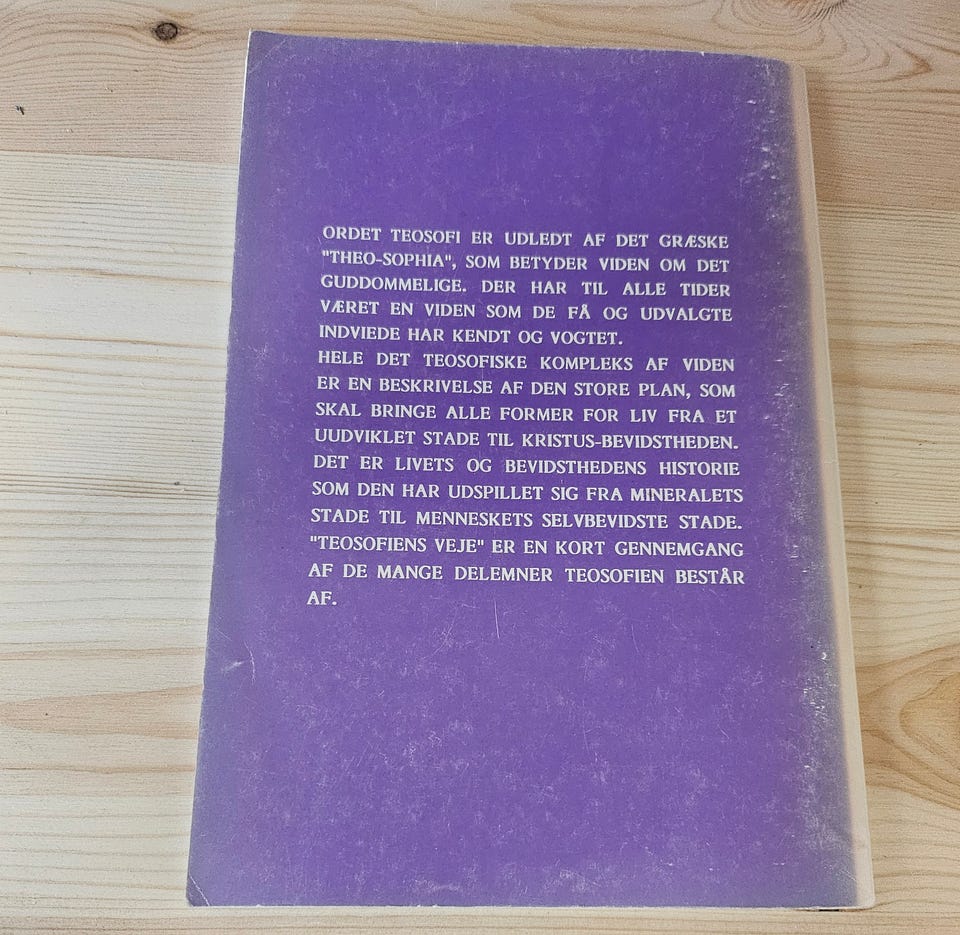 ORDET TEOSOFI ER UDLEDT AF DET GRÆSKE
"THEO-SOPHIA", SOM BETYDER VIDEN OM DET
GUDDOMMELIGE. DER HAR TIL ALLE TIDER
VÆRET EN VIDEN SOM DE FÅ OG UDVALGTE
INDVIEDE HAR KENDT OG VOGTET.
HELE DET TEOSOFISKE KOMPLEKS AF VIDEN
ER EN BESKRIVELSE AF DEN STORE PLAN, SOM
SKAL BRINGE ALLE FORMER FOR LIV FRA ET
UUDVIKLET STADE TIL KRISTUS-BEVIDSTHEDEN.
DET ER LIVETS OG BEVIDSTHEDENS HISTORIE
SOM DEN HAR UDSPILLET SIG FRA MINERALETS
STADE TIL MENNESKETS SELVBEVIDSTE STADE.
"TEOSOFIENS VEJE" ER EN KORT GENNEMGANG
AF DE MANGE DELEMNER TEOSOFIEN BESTÅR
AF.